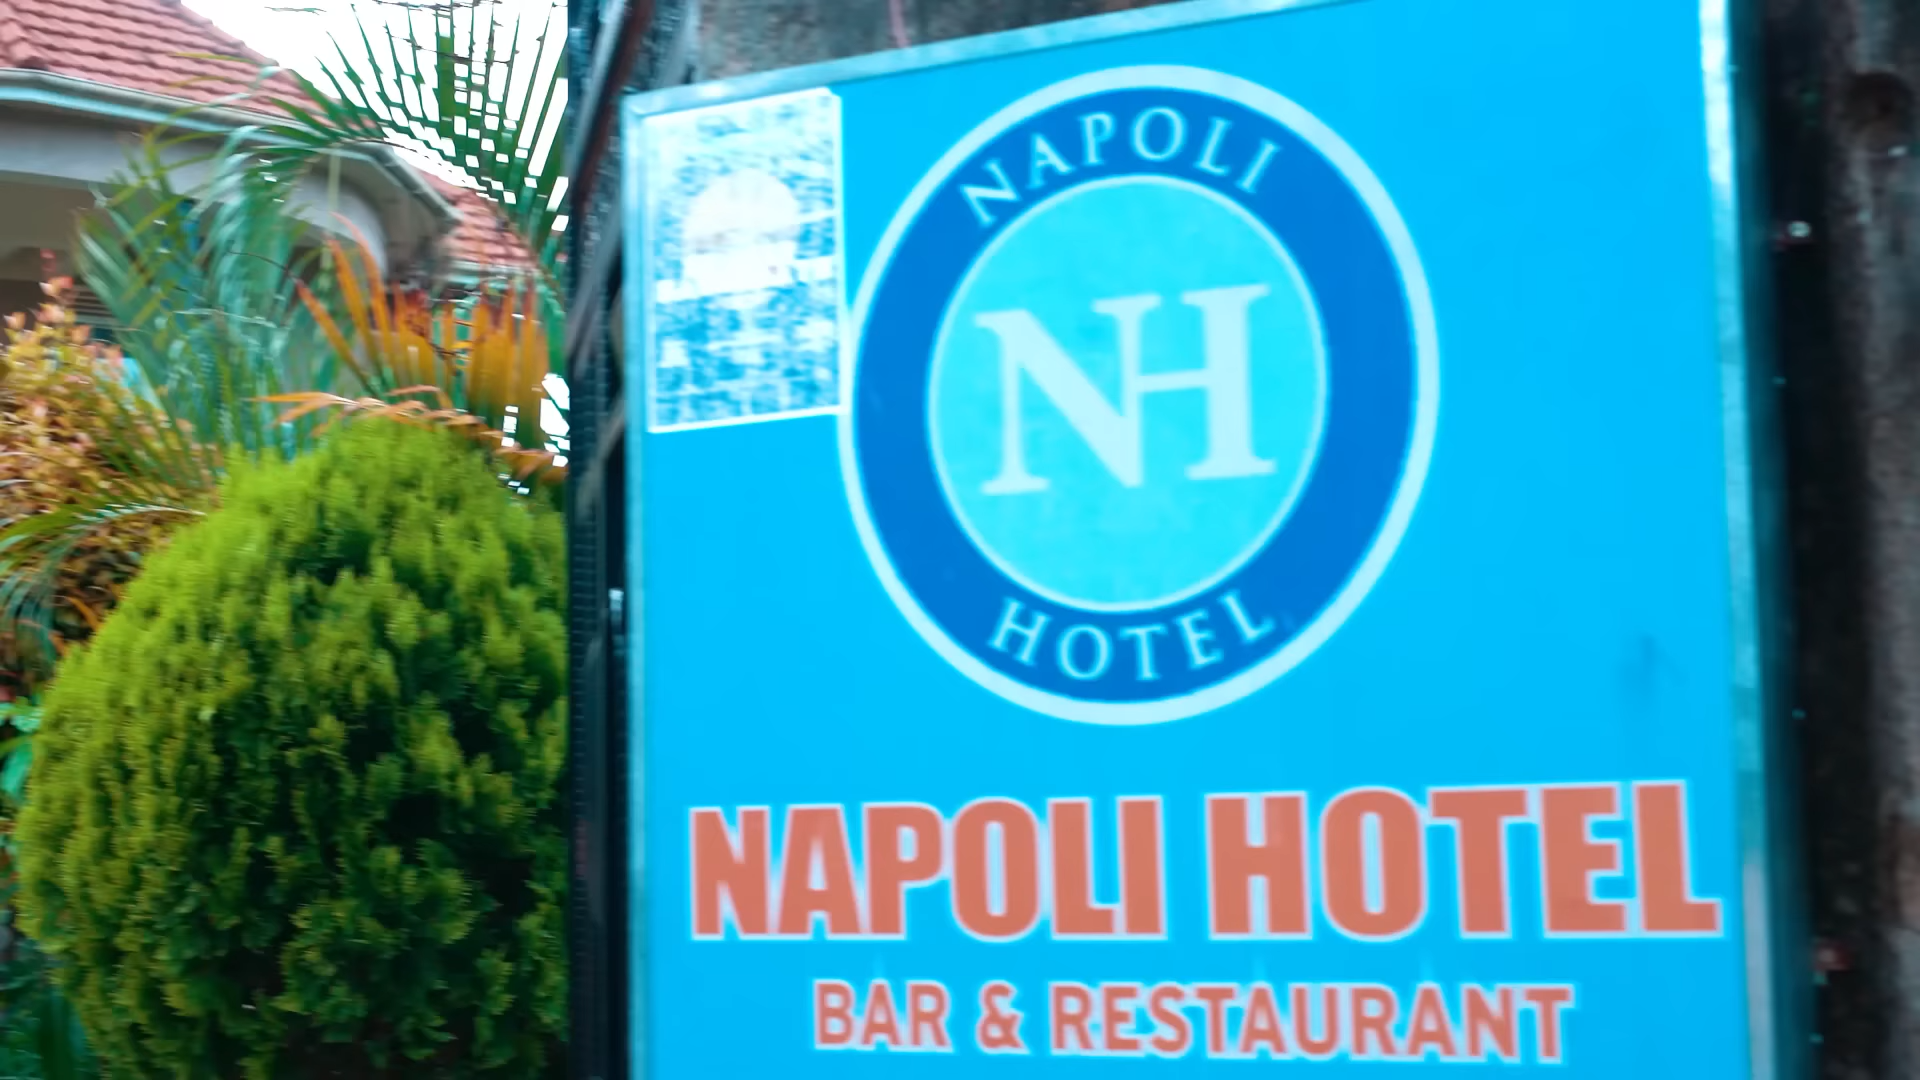 NAPOLI
NH
HOTEL
NAPOLI HOTEL
BAR & RESTAURANT